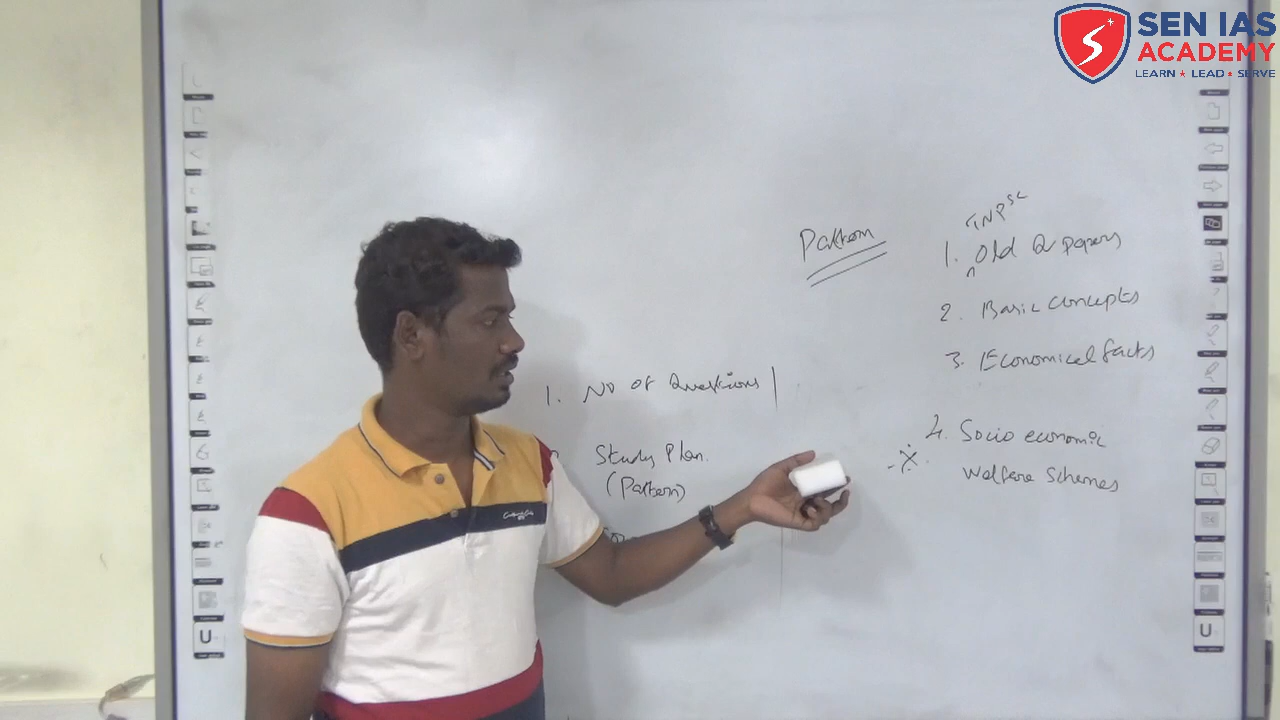 SEN IAS
ACADEMY
LEARN ★ LEAD ★ SERVE
1. No of Questions
Study Plan.
(Pattern)
Pattern
TNPSC
1. Old Q papers
2. Basic concepts
3. Economical facts
4. Socio economic
Welfare Schemes
U
U